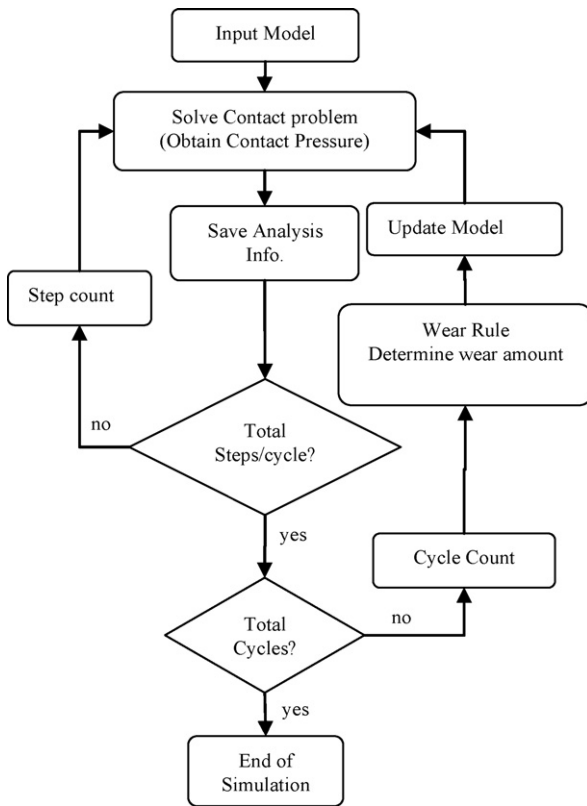 Input Model
Solve Contact problem
(Obtain Contact Pressure)
Save Analysis
Info.
Update Model
Step count
Wear Rule
Determine wear amount
no
Total
Steps/cycle?
yes
Cycle Count
Total
Cycles?
no
yes
End of
Simulation